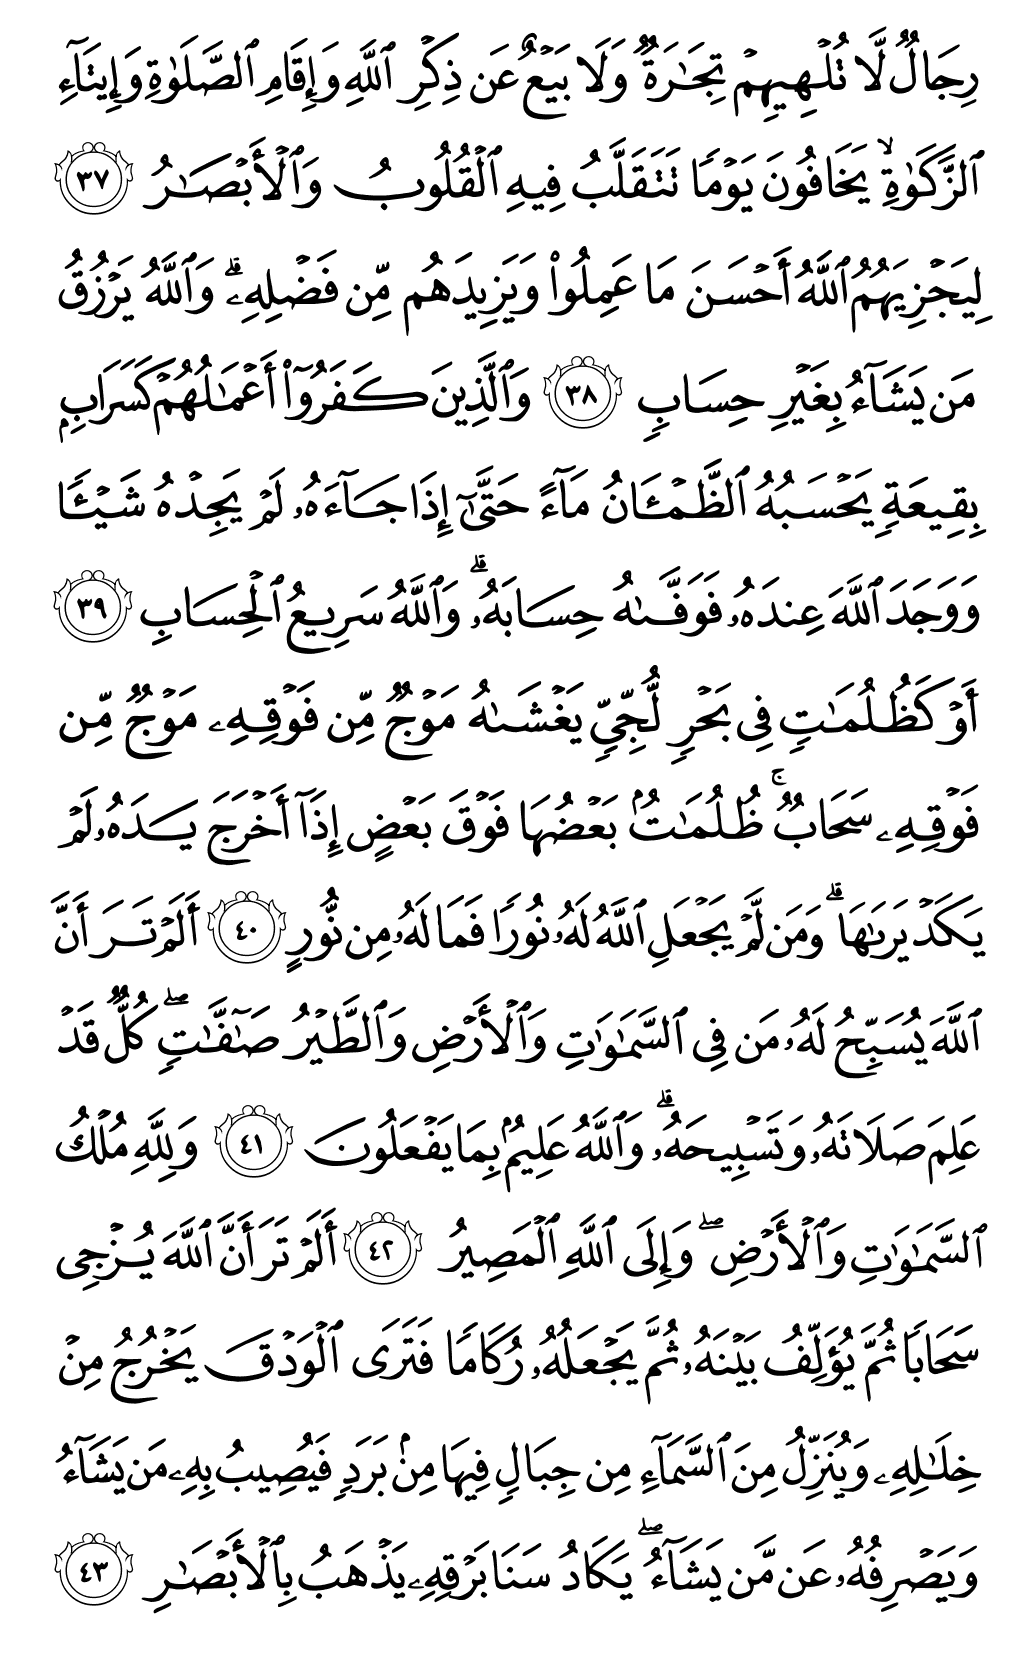 رِجَالٌ لَّا تُلْهِيهِمْ تِجَٰرَةٌ وَلَا بَيْعٌ عَن ذِكْرِ ٱللَّهِ وَإِقَامِ ٱلصَّلَوٰةِ وَإِيتَآءِ
ٱلزَّكَوٰةِ ۙ يَخَافُونَ يَوْمًا تَتَقَلَّبُ فِيهِ ٱلْقُلُوبُ وَٱلْأَبْصَٰرُ ٣٧
لِيَجْزِيَهُمُ ٱللَّهُ أَحْسَنَ مَا عَمِلُوا۟ وَيَزِيدَهُم مِّن فَضْلِهِۦ ۗ وَٱللَّهُ يَرْزُقُ
مَن يَشَآءُ بِغَيْرِ حِسَابٍ ٣٨ وَٱلَّذِينَ كَفَرُوٓا۟ أَعْمَٰلُهُمْ كَسَرَابٍۭ
بِقِيعَةٍ يَحْسَبُهُ ٱلظَّمْـَٔانُ مَآءً حَتَّىٰٓ إِذَا جَآءَهُۥ لَمْ يَجِدْهُ شَيْـًٔا
وَوَجَدَ ٱللَّهَ عِندَهُۥ فَوَفَّىٰهُ حِسَابَهُۥ ۗ وَٱللَّهُ سَرِيعُ ٱلْحِسَابِ ٣٩
أَوْ كَظُلُمَٰتٍ فِى بَحْرٍ لُّجِّىٍّ يَغْشَىٰهُ مَوْجٌ مِّن فَوْقِهِۦ مَوْجٌ مِّن
فَوْقِهِۦ سَحَابٌ ۚ ظُلُمَٰتٌۢ بَعْضُهَا فَوْقَ بَعْضٍ إِذَآ أَخْرَجَ يَدَهُۥ لَمْ
يَكَدْ يَرَىٰهَا ۗ وَمَن لَّمْ يَجْعَلِ ٱللَّهُ لَهُۥ نُورًا فَمَا لَهُۥ مِن نُّورٍ ٤٠ أَلَمْ تَرَ أَنَّ
ٱللَّهَ يُسَبِّحُ لَهُۥ مَن فِى ٱلسَّمَٰوَٰتِ وَٱلْأَرْضِ وَٱلطَّيْرُ صَٰٓفَّٰتٍ ۖ كُلٌّ قَدْ
عَلِمَ صَلَاتَهُۥ وَتَسْبِيحَهُۥ ۗ وَٱللَّهُ عَلِيمٌۢ بِمَا يَفْعَلُونَ ٤١ وَلِلَّهِ مُلْكُ
ٱلسَّمَٰوَٰتِ وَٱلْأَرْضِ ۖ وَإِلَى ٱللَّهِ ٱلْمَصِيرُ ٤٢ أَلَمْ تَرَ أَنَّ ٱللَّهَ يُزْجِى
سَحَابًا ثُمَّ يُؤَلِّفُ بَيْنَهُۥ ثُمَّ يَجْعَلُهُۥ رُكَامًا فَتَرَى ٱلْوَدْقَ يَخْرُجُ مِنْ
خِلَٰلِهِۦ وَيُنَزِّلُ مِنَ ٱلسَّمَآءِ مِن جِبَالٍ فِيهَا مِنۢ بَرَدٍ فَيُصِيبُ بِهِۦ مَن يَشَآءُ
وَيَصْرِفُهُۥ عَن مَّن يَشَآءُ ۖ يَكَادُ سَنَا بَرْقِهِۦ يَذْهَبُ بِٱلْأَبْصَٰرِ ٤٣